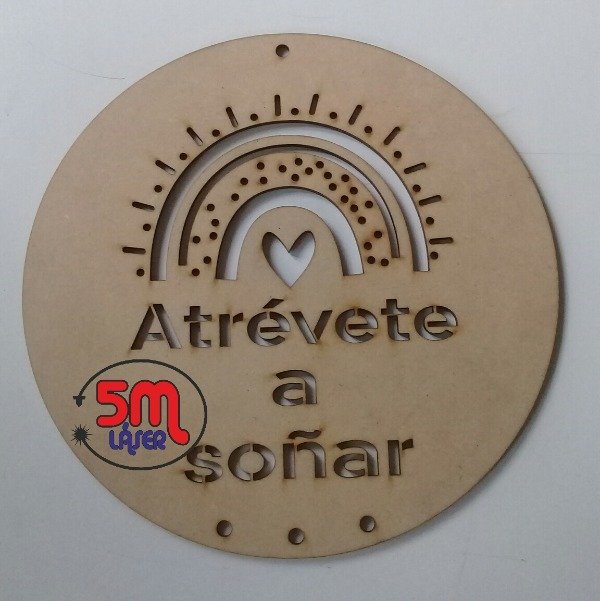 Atrévete
a
soñar
5M
LÁSER